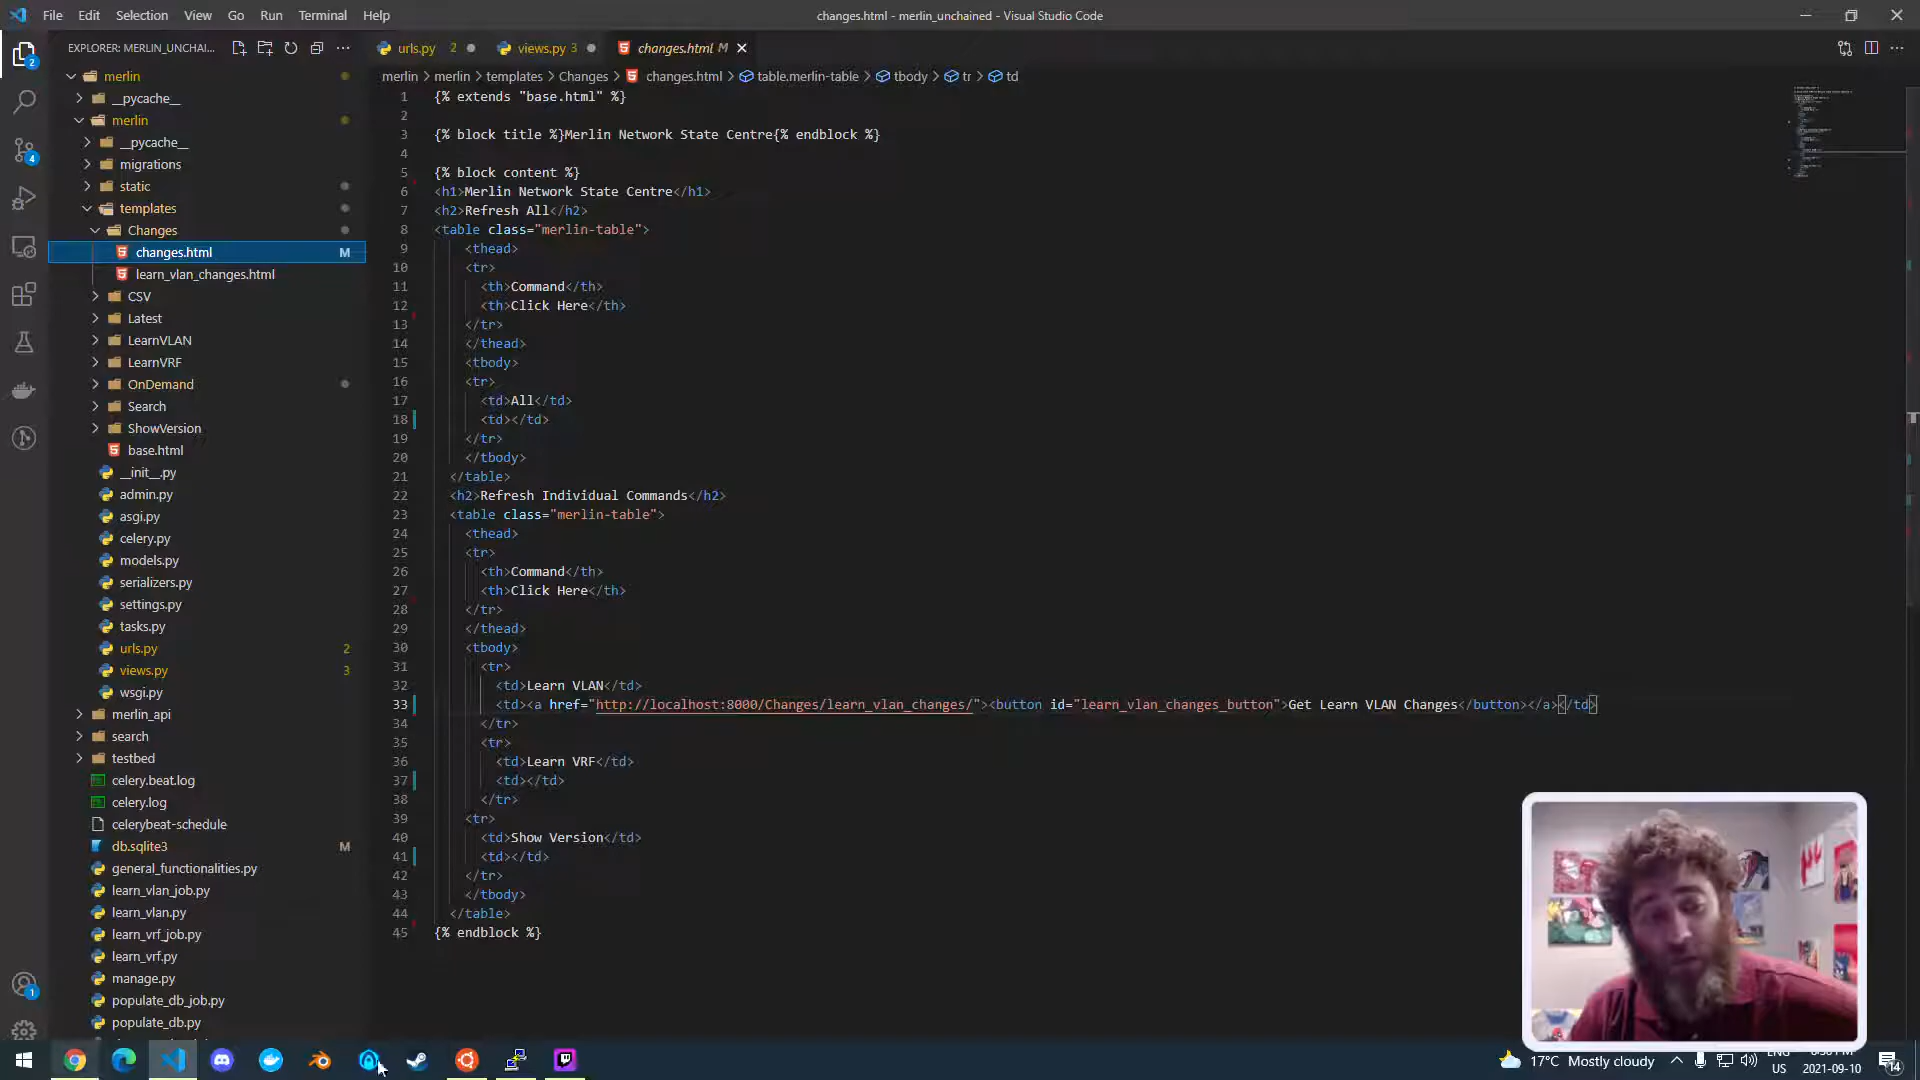 File Edit Selection View Go Run Terminal Help
changes.html - merlin_unchained - Visual Studio Code
EXPLORER: MERLIN_UNCHAI...
urls.py 2
views.py 3
changes.html M
merlin
__pycache__
merlin
__pycache__
migrations
static
templates
Changes
changes.html M
learn_vlan_changes.html
CSV
Latest
LearnVLAN
LearnVRF
OnDemand
Search
ShowVersion
base.html
__init__.py
admin.py
asgi.py
celery.py
models.py
serializers.py
settings.py
tasks.py
urls.py 2
views.py 3
wsgi.py
merlin_api
search
testbed
celery.beat.log
celery.log
celerybeat-schedule
db.sqlite3 M
general_functionalities.py
learn_vlan_job.py
learn_vlan.py
learn_vrf_job.py
learn_vrf.py
manage.py
populate_db_job.py
populate_db.py
2
4
1
merlin > merlin > templates > Changes > changes.html > table.merlin-table > tbody > tr > td
1 {% extends "base.html" %}
2
3 {% block title %}Merlin Network State Centre{% endblock %}
4
5 {% block content %}
6 <h1>Merlin Network State Centre</h1>
7 <h2>Refresh All</h2>
8 <table class="merlin-table">
9 <thead>
10 <tr>
11 <th>Command</th>
12 <th>Click Here</th>
13 </tr>
14 </thead>
15 <tbody>
16 <tr>
17 <td>All</td>
18 <td></td>
19 </tr>
20 </tbody>
21 </table>
22 <h2>Refresh Individual Commands</h2>
23 <table class="merlin-table">
24 <thead>
25 <tr>
26 <th>Command</th>
27 <th>Click Here</th>
28 </tr>
29 </thead>
30 <tbody>
31 <tr>
32 <td>Learn VLAN</td>
33 <td><a href="http://localhost:8000/Changes/learn_vlan_changes/"><button id="learn_vlan_changes_button">Get Learn VLAN Changes</button></a></td>
34 </tr>
35 <tr>
36 <td>Learn VRF</td>
37 <td></td>
38 </tr>
39 <tr>
40 <td>Show Version</td>
41 <td></td>
42 </tr>
43 </tbody>
44 </table>
45 {% endblock %}
17°C Mostly cloudy
ENG
US
2021-09-10
14